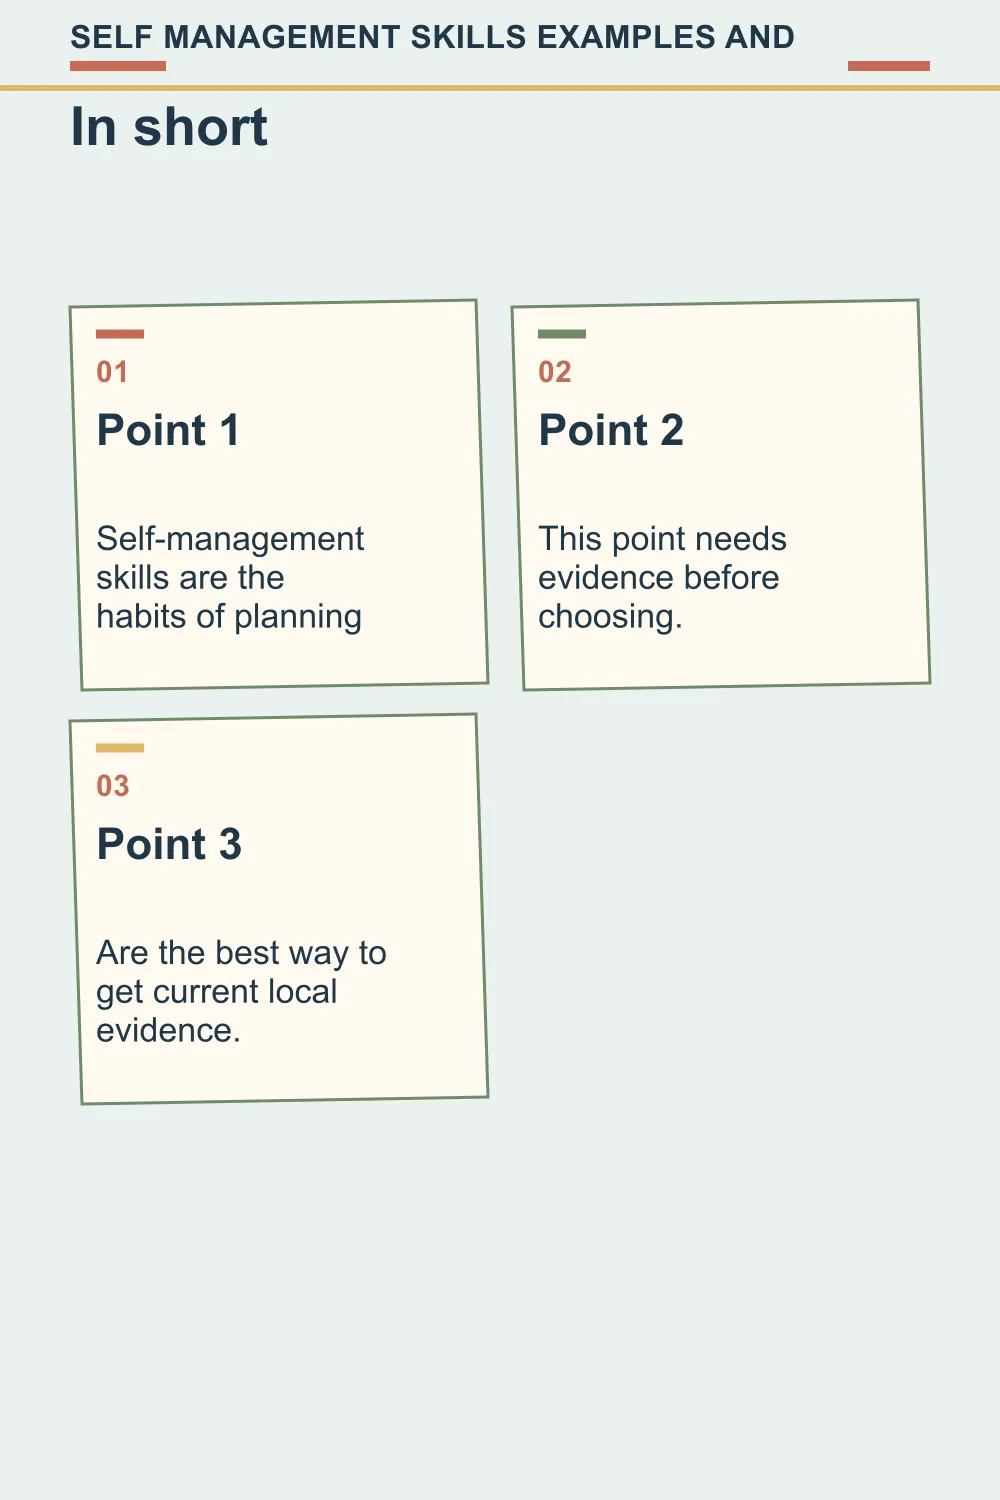 SELF MANAGEMENT SKILLS EXAMPLES AND
In short
01
Point 1
Self-management
skills are the
habits of planning
02
Point 2
This point needs
evidence before
choosing.
03
Point 3
Are the best way to
get current local
evidence.